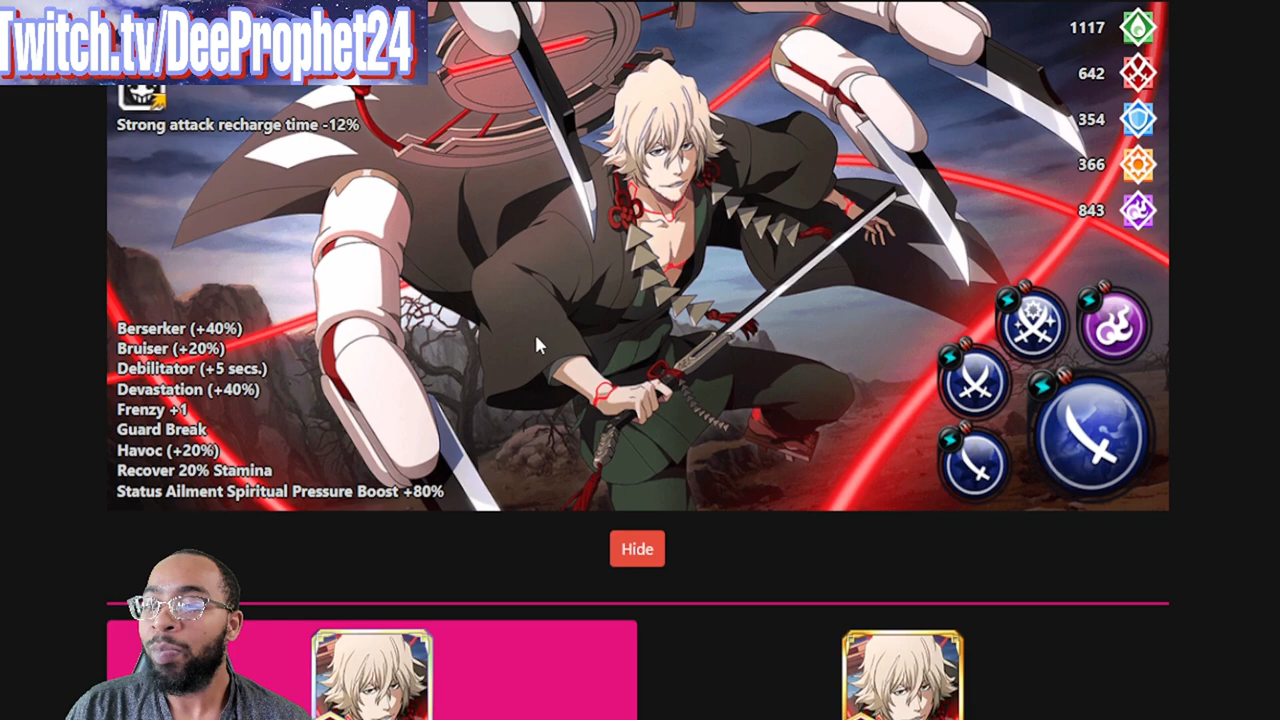 Twitch.tv/DeeProphet24
Strong attack recharge time -12%
1117
642
354
366
843
Berserker (+40%)
Bruiser (+20%)
Debilitator (+5 secs.)
Devastation (+40%)
Frenzy +1
Guard Break
Havoc (+20%)
Recover 20% Stamina
Status Ailment Spiritual Pressure Boost +80%
Hide